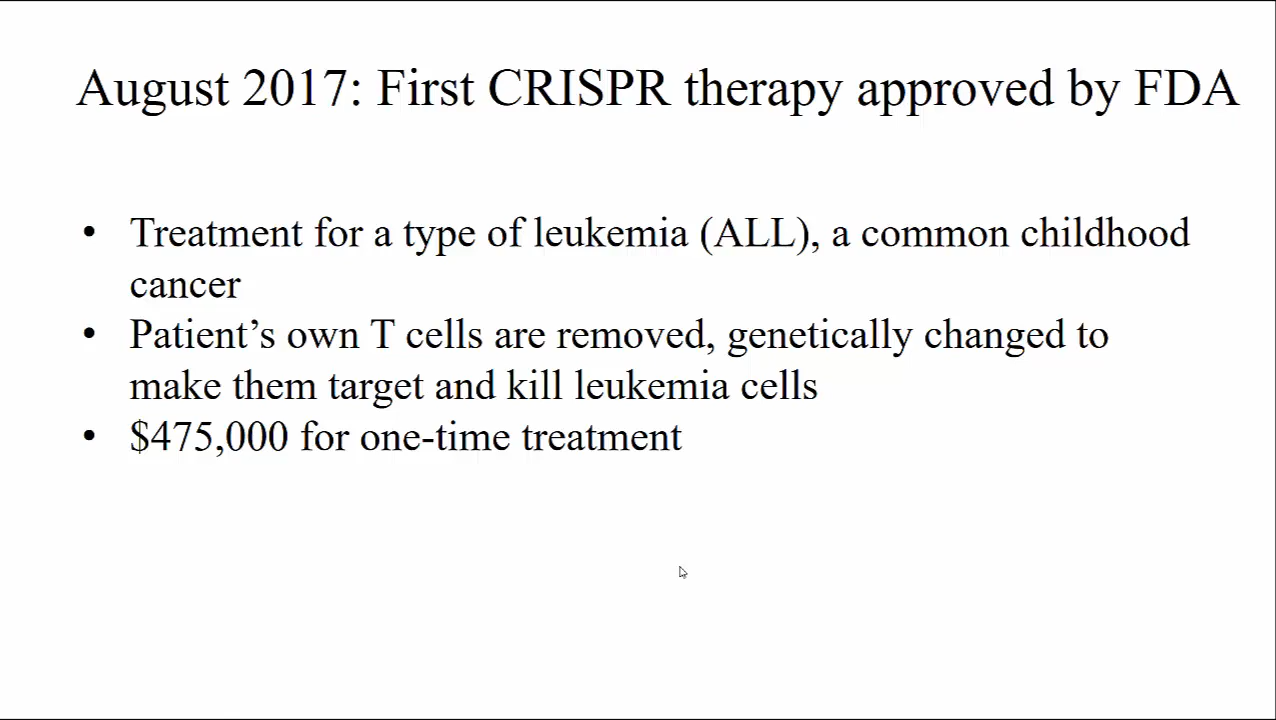 August 2017: First CRISPR therapy approved by FDA
• Treatment for a type of leukemia (ALL), a common childhood
cancer
• Patient’s own T cells are removed, genetically changed to
make them target and kill leukemia cells
• $475,000 for one-time treatment